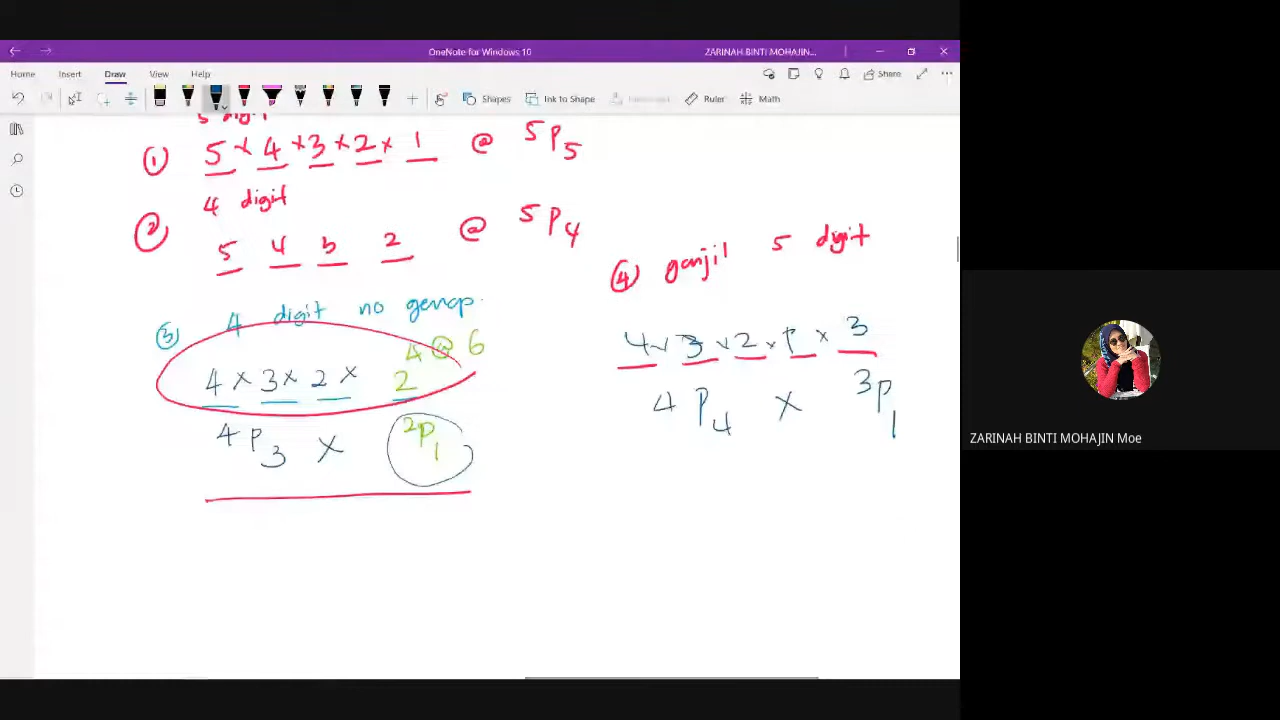 OneNote for Windows 10
ZARINAH BINTI MOHAJIN...
Home Insert Draw View Help
Share
Shapes Ink to Shape Ruler Math
5 digit
① 5 × 4 × 3 × 2 × 1 @ 5P5
4 digit
② 5 4 3 2 @ 5P4
③ 4 digit no genap.
4 @ 6
4 × 3 × 2 × 2
4P3 × 2P1
④ ganjil 5 digit
4 × 3 × 2 × 1 × 3
4P4 × 3P1
ZARINAH BINTI MOHAJIN Moe